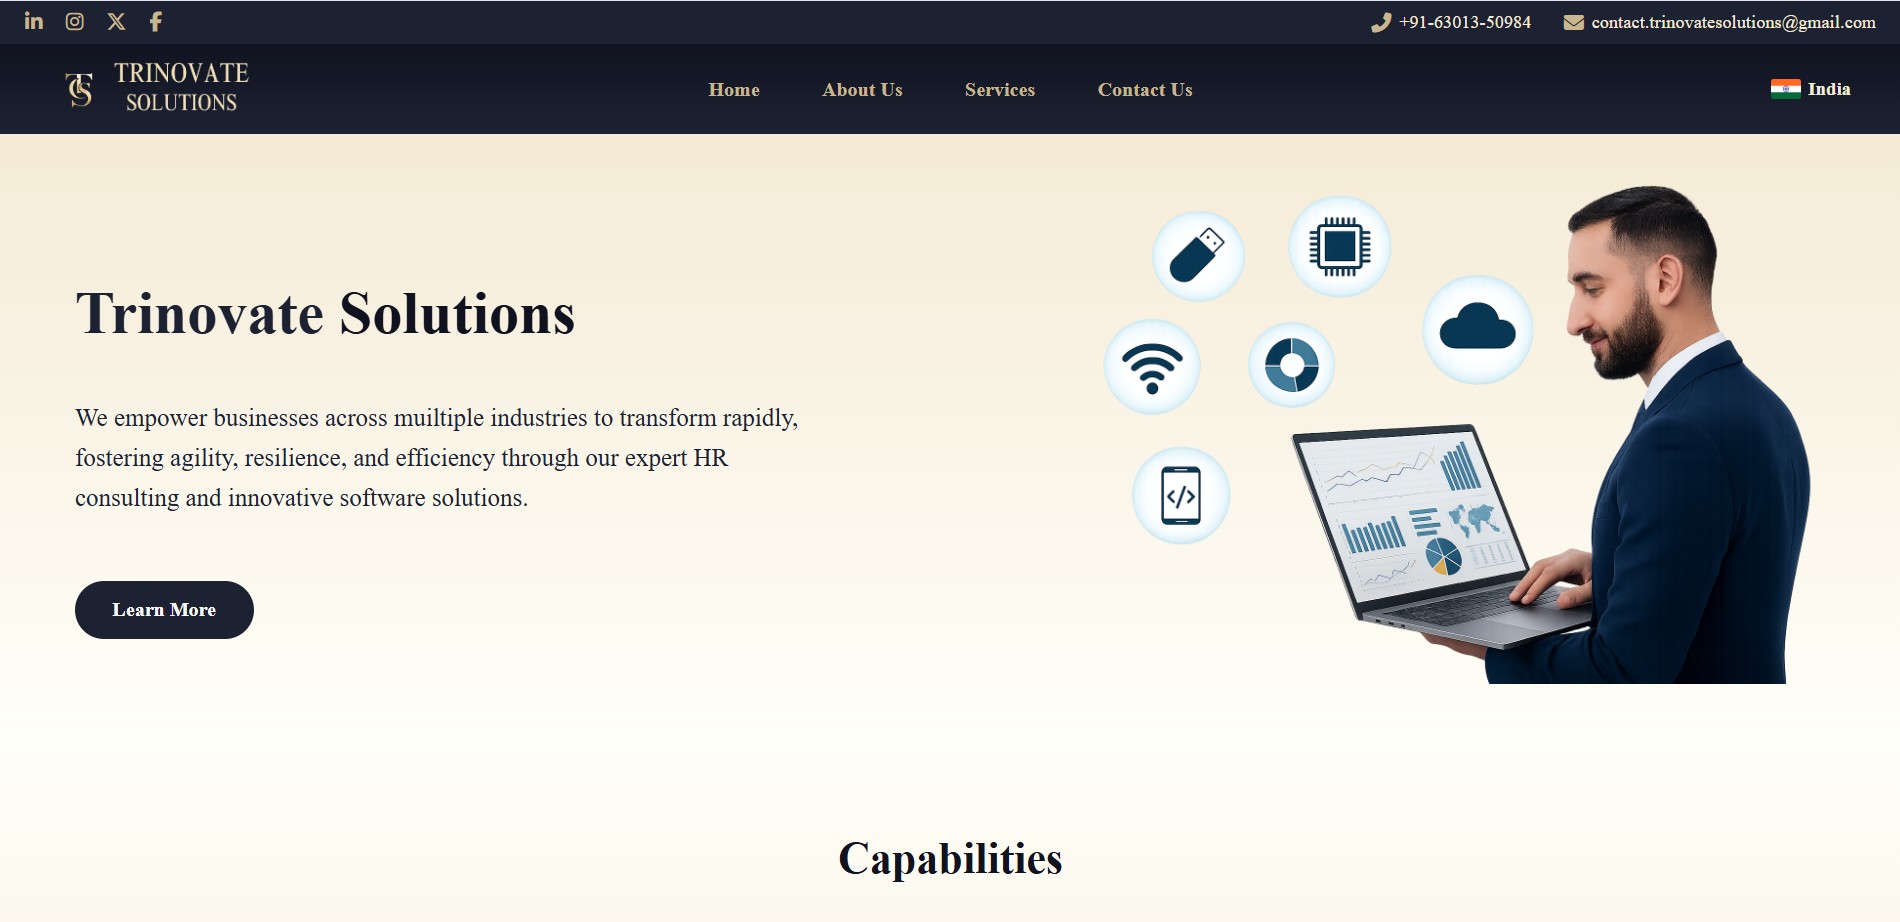 +91-63013-50984
contact.trinovatesolutions@gmail.com
TRINOVATE
SOLUTIONS
Home
About Us
Services
Contact Us
India
Trinovate Solutions
We empower businesses across muiltiple industries to transform rapidly,
fostering agility, resilience, and efficiency through our expert HR
consulting and innovative software solutions.
Learn More
Capabilities